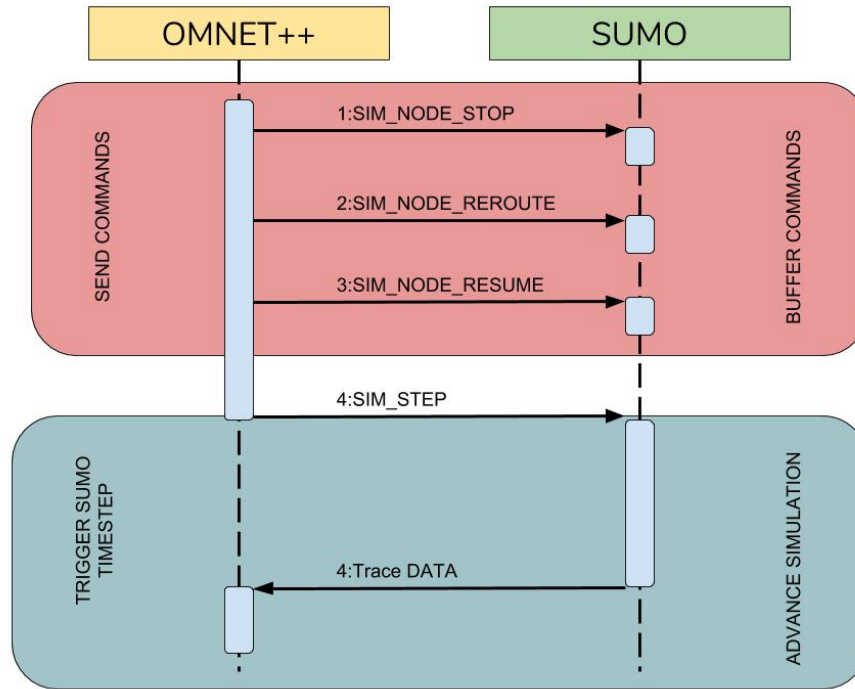 OMNET++
SUMO
SEND COMMANDS
1:SIM_NODE_STOP
2:SIM_NODE_REROUTE
3:SIM_NODE_RESUME
BUFFER COMMANDS
4:SIM_STEP
TRIGGER SUMO
TIMESTEP
4:Trace DATA
ADVANCE SIMULATION